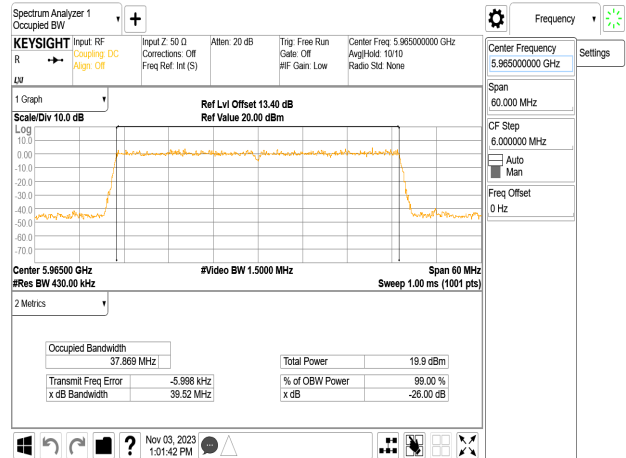 Spectrum Analyzer 1
Occupied BW
Frequency
KEYSIGHT
R
Input: RF
Coupling: DC
Align: Off
Input Z: 50 Ω
Corrections: Off
Freq Ref: Int (S)
Atten: 20 dB
Trig: Free Run
Gate: Off
#IF Gain: Low
Center Freq: 5.965000000 GHz
Avg|Hold: 10/10
Radio Std: None
Center Frequency
5.965000000 GHz
Settings
Span
60.000 MHz
CF Step
6.000000 MHz
Auto
Man
Freq Offset
0 Hz
1 Graph
Scale/Div 10.0 dB
Ref Lvl Offset 13.40 dB
Ref Value 20.00 dBm
Log
10.0
0.00
-10.0
-20.0
-30.0
-40.0
-50.0
-60.0
-70.0
Center 5.96500 GHz
#Video BW 1.5000 MHz
Span 60 MHz
#Res BW 430.00 kHz
Sweep 1.00 ms (1001 pts)
2 Metrics
Occupied Bandwidth
37.869 MHz
Total Power 19.9 dBm
Transmit Freq Error -5.998 kHz
% of OBW Power 99.00 %
x dB Bandwidth 39.52 MHz
x dB -26.00 dB
?
Nov 03, 2023
1:01:42 PM